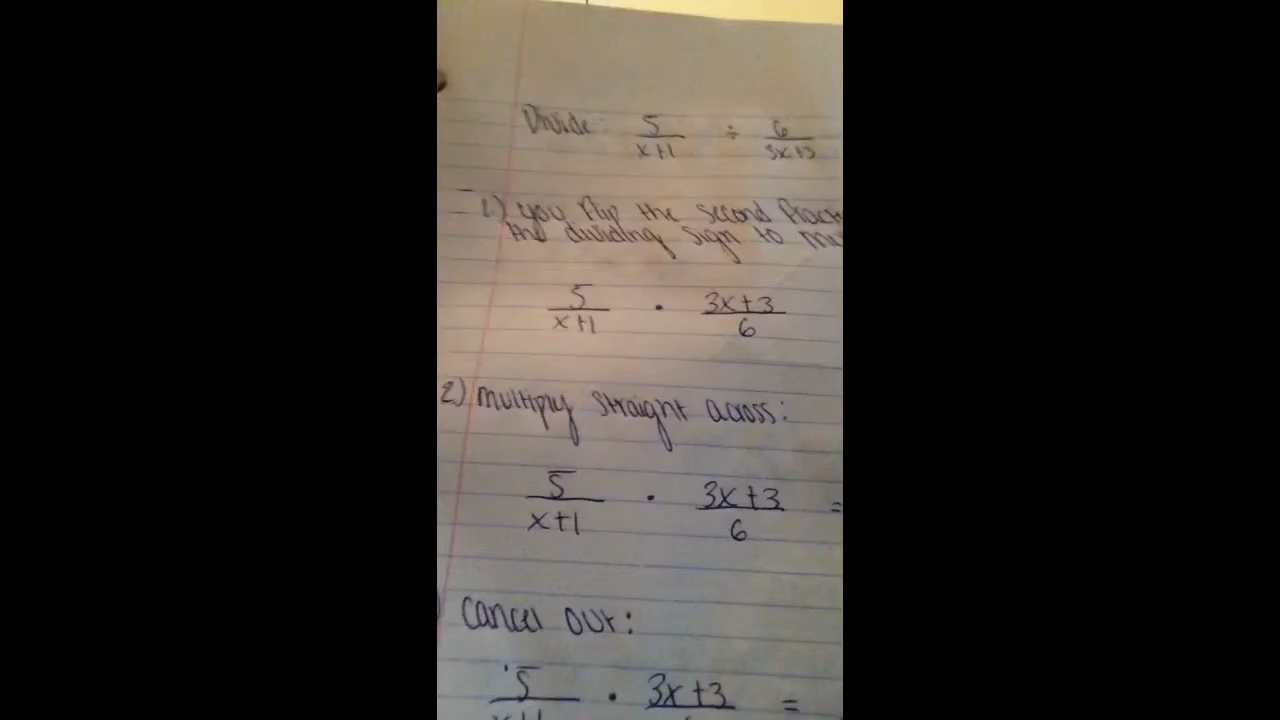 Divide 5/x+1 ÷ 6/3x+3
1.) you flip the second
the dividing sign to
5/x+1 · 3x+3/6
2.) multiply straight across:
5/x+1 · 3x+3/6 =
) cancel out:
5/x+1 · 3x+3/ =